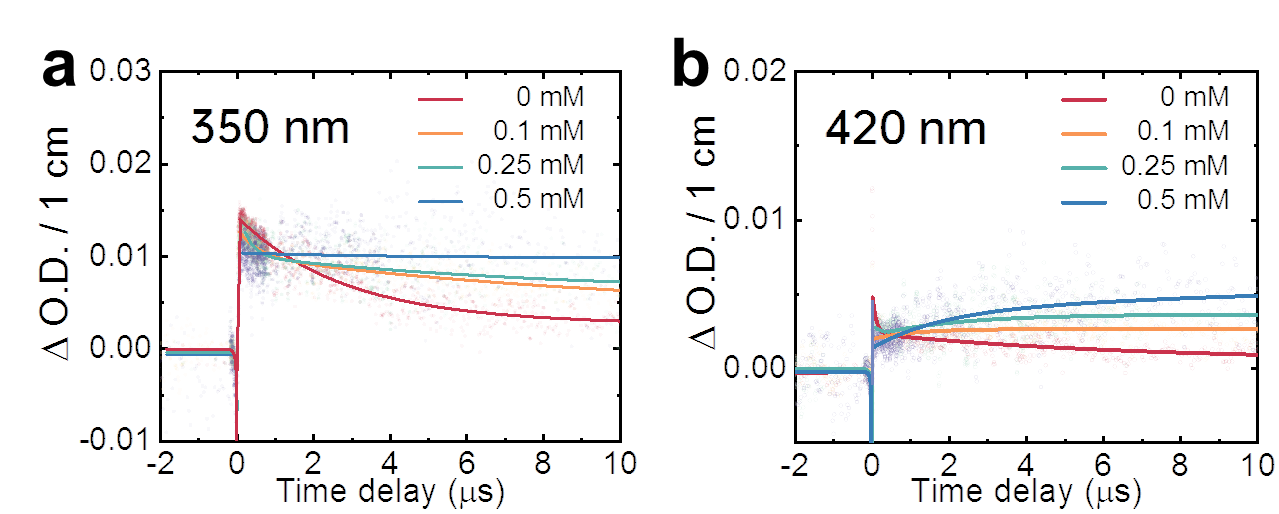 a
350 nm
0 mM
0.1 mM
0.25 mM
0.5 mM
0.03
0.02
0.01
0.00
-0.01
Δ O.D. / 1 cm
-2 0 2 4 6 8 10
Time delay (μs)
b
420 nm
0 mM
0.1 mM
0.25 mM
0.5 mM
0.02
0.01
0.00
Δ O.D. / 1 cm
-2 0 2 4 6 8 10
Time delay (μs)